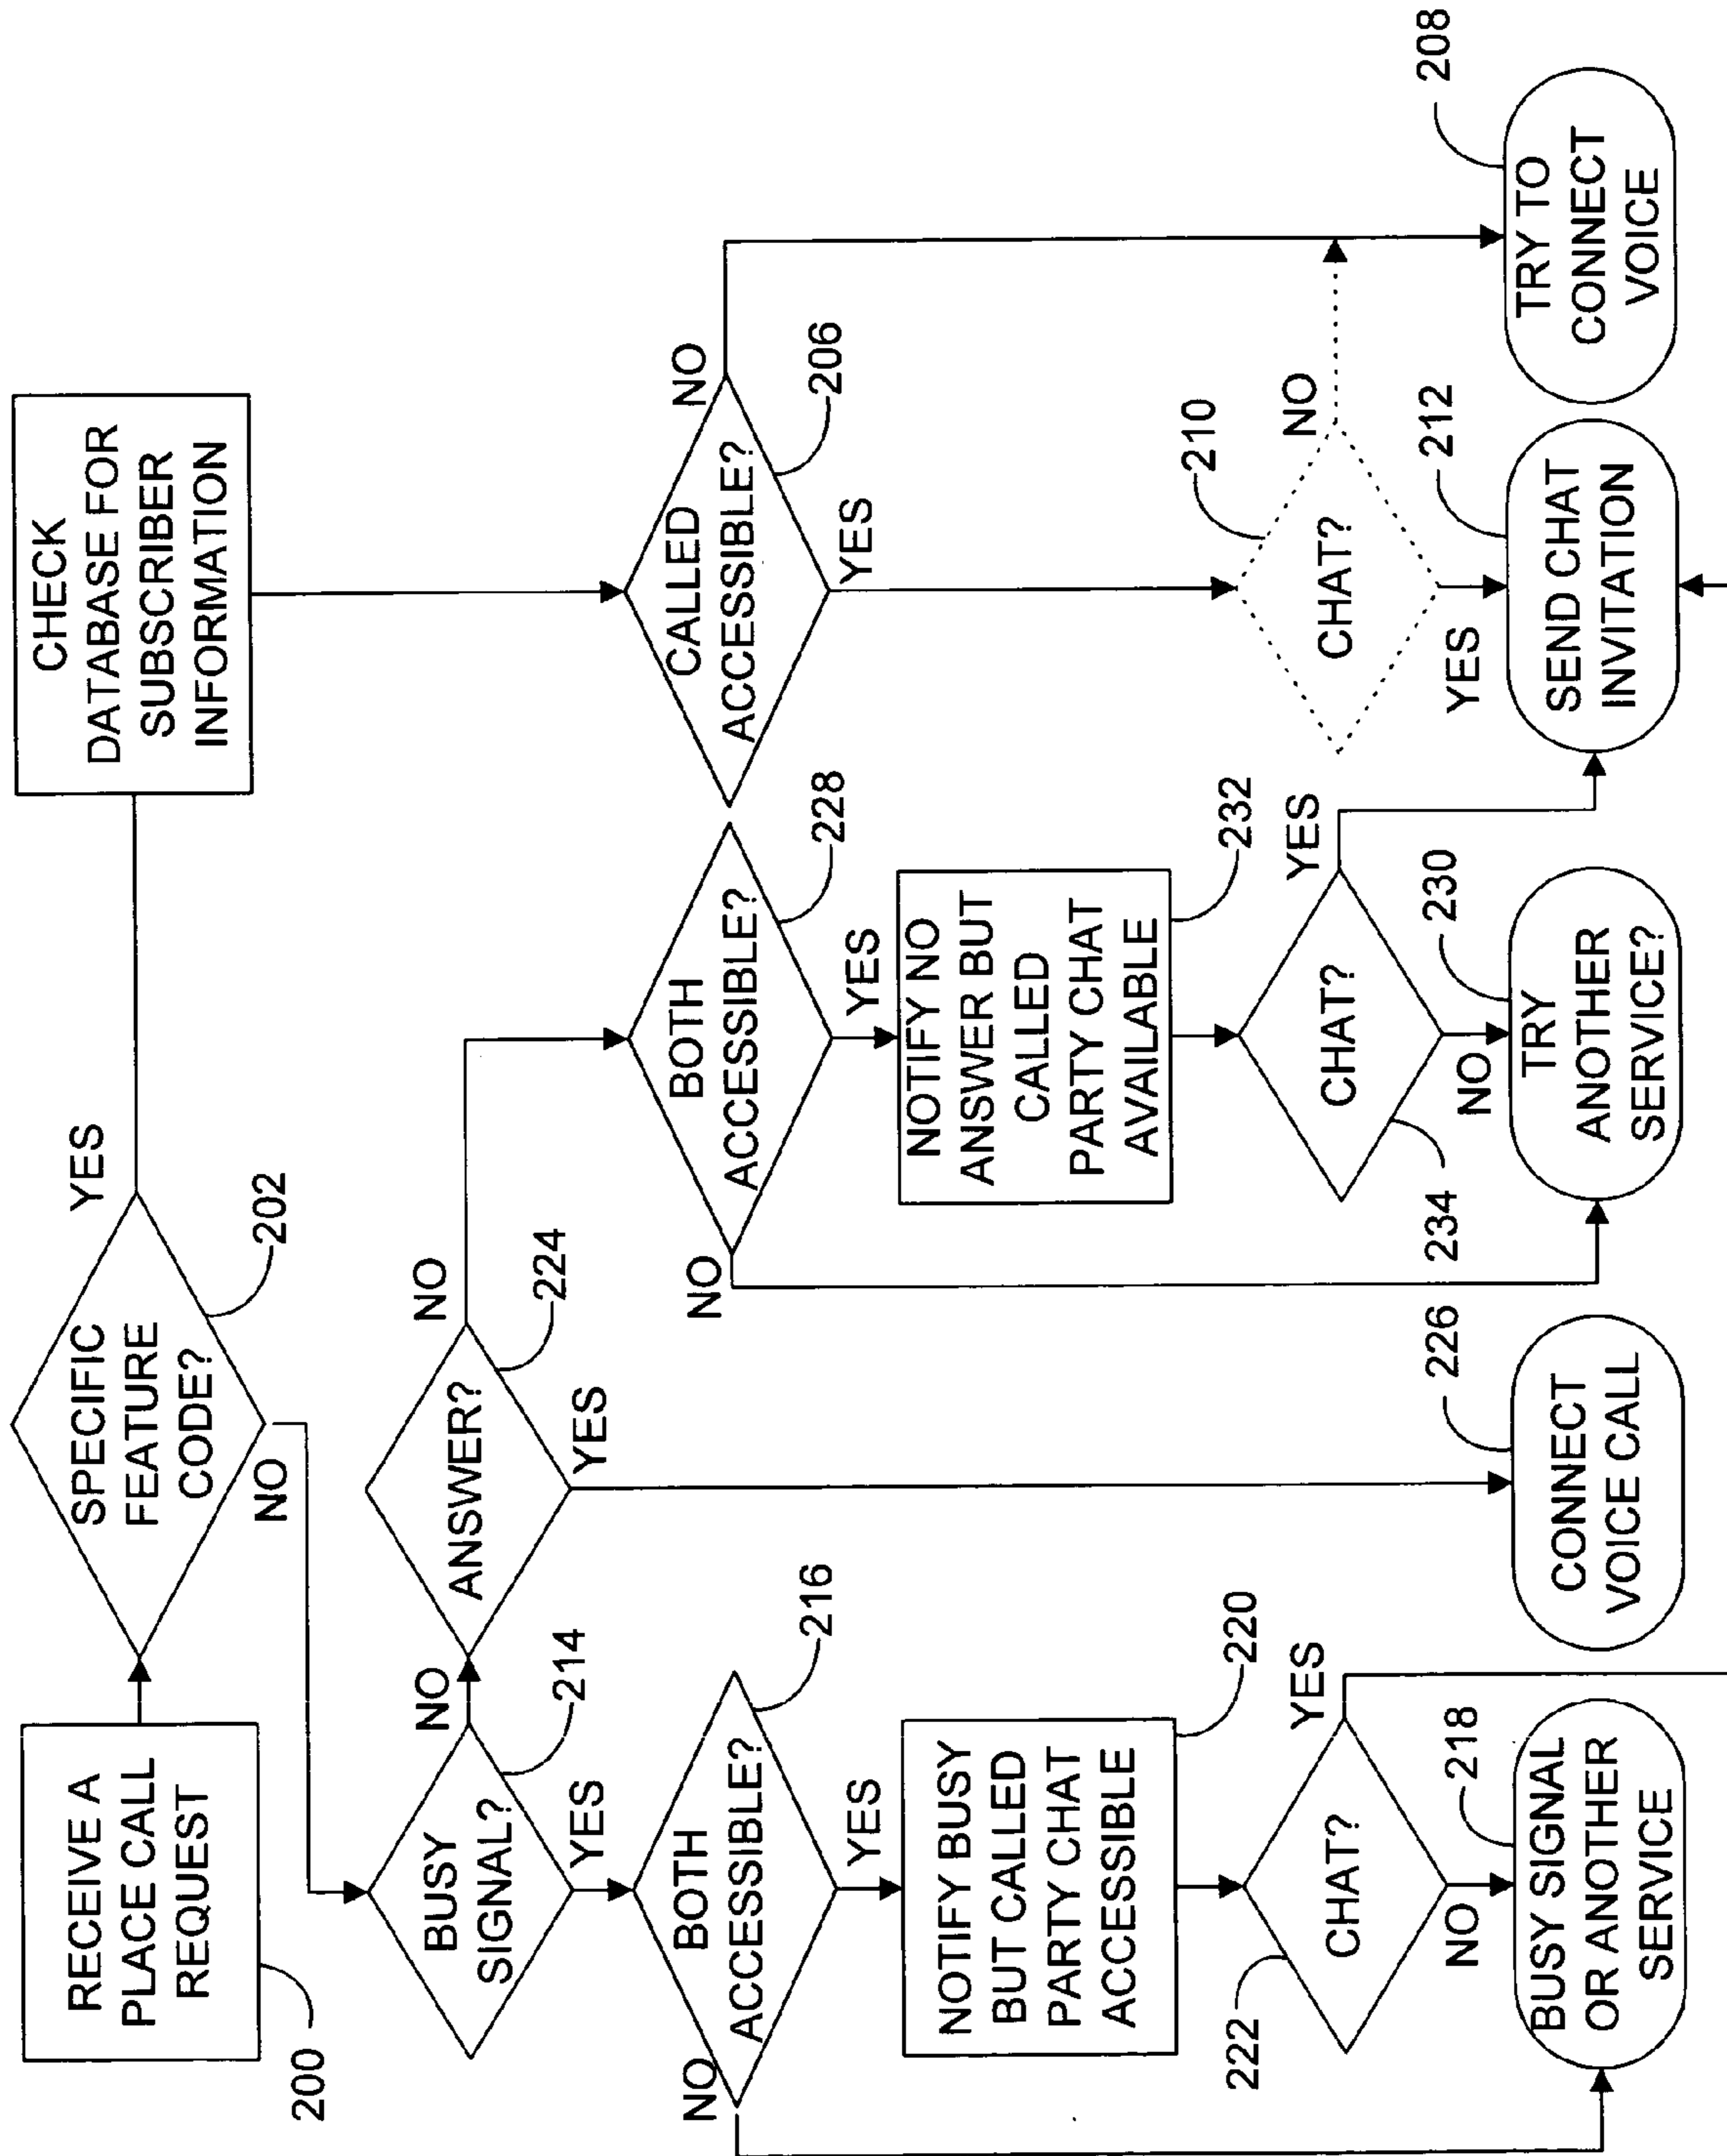 RECEIVE A
PLACE CALL
REQUEST
200
SPECIFIC
FEATURE
CODE?
202
YES
NO
CHECK
DATABASE FOR
SUBSCRIBER
INFORMATION
BUSY
SIGNAL?
214
NO
YES
ANSWER?
224
NO
YES
BOTH
ACCESSIBLE?
216
NO
YES
BOTH
ACCESSIBLE?
228
NO
YES
CALLED
ACCESSIBLE?
206
NO
YES
NOTIFY BUSY
BUT CALLED
PARTY CHAT
ACCESSIBLE
220
NOTIFY NO
ANSWER BUT
CALLED
PARTY CHAT
AVAILABLE
232
CHAT?
222
YES
NO
CHAT?
234
YES
NO
CHAT?
210
NO
YES
BUSY SIGNAL
OR ANOTHER
SERVICE
218
CONNECT
VOICE CALL
226
TRY
ANOTHER
SERVICE?
230
SEND CHAT
INVITATION
212
TRY TO
CONNECT
VOICE
208